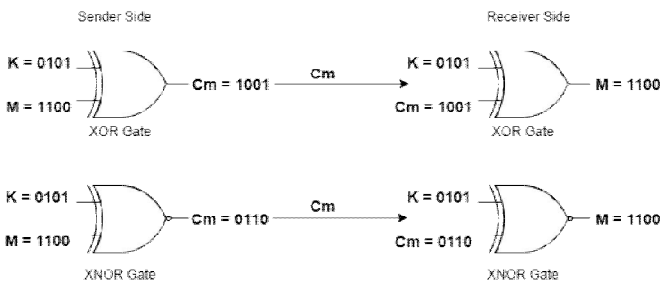 Sender Side
Receiver Side
K = 0101
M = 1100
Cm = 1001
XOR Gate
Cm
K = 0101
Cm = 1001
M = 1100
XOR Gate
K = 0101
M = 1100
Cm = 0110
XNOR Gate
Cm
K = 0101
Cm = 0110
M = 1100
XNOR Gate